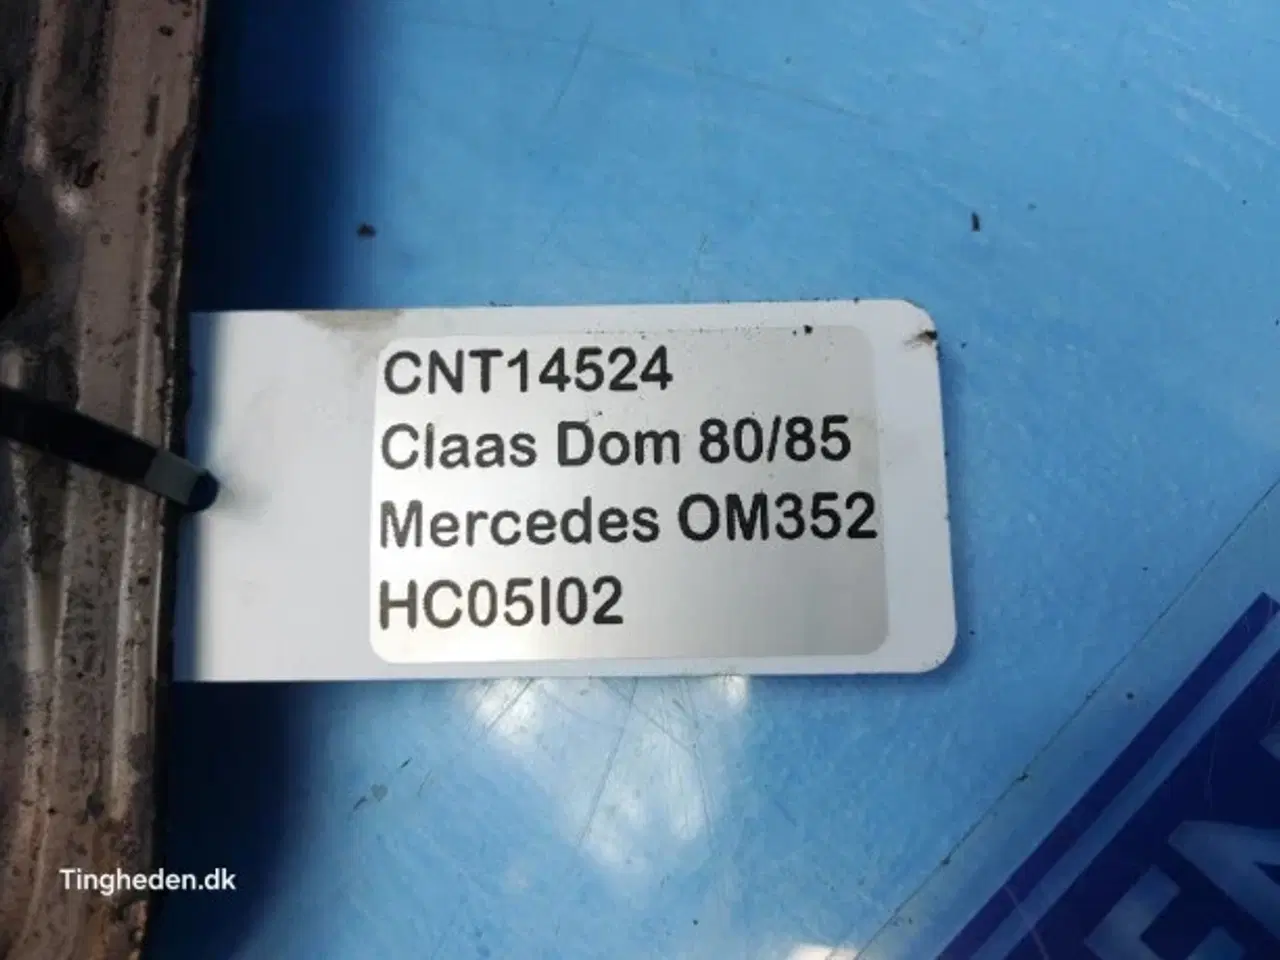 CNT14524
Claas Dom 80/85
Mercedes OM352
HC05I02
Tingheden.dk